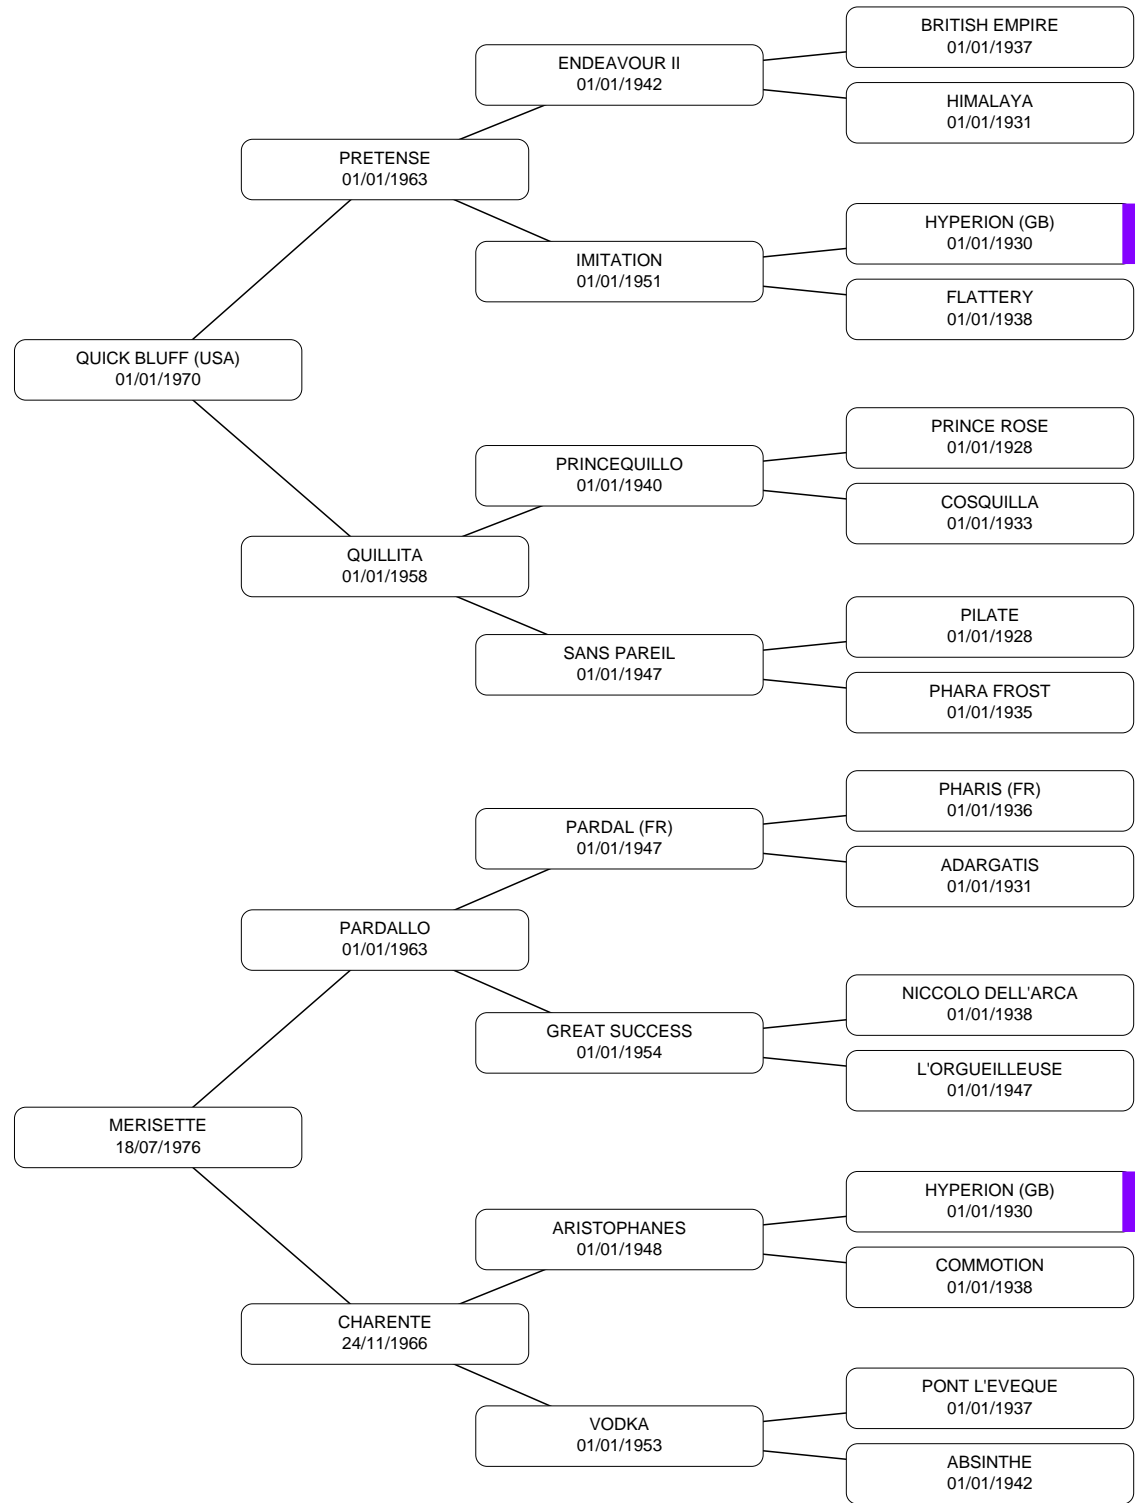 BRITISH EMPIRE
01/01/1937
ENDEAVOUR II
01/01/1942
HIMALAYA
01/01/1931
PRETENSE
01/01/1963
HYPERION (GB)
01/01/1930
IMITATION
01/01/1951
FLATTERY
01/01/1938
QUICK BLUFF (USA)
01/01/1970
PRINCE ROSE
01/01/1928
PRINCEQUILLO
01/01/1940
COSQUILLA
01/01/1933
QUILLITA
01/01/1958
PILATE
01/01/1928
SANS PAREIL
01/01/1947
PHARA FROST
01/01/1935
PHARIS (FR)
01/01/1936
PARDAL (FR)
01/01/1947
ADARGATIS
01/01/1931
PARDALLO
01/01/1963
NICCOLO DELL'ARCA
01/01/1938
GREAT SUCCESS
01/01/1954
L'ORGUEILLEUSE
01/01/1947
MERISETTE
18/07/1976
HYPERION (GB)
01/01/1930
ARISTOPHANES
01/01/1948
COMMOTION
01/01/1938
CHARENTE
24/11/1966
PONT L'EVEQUE
01/01/1937
VODKA
01/01/1953
ABSINTHE
01/01/1942